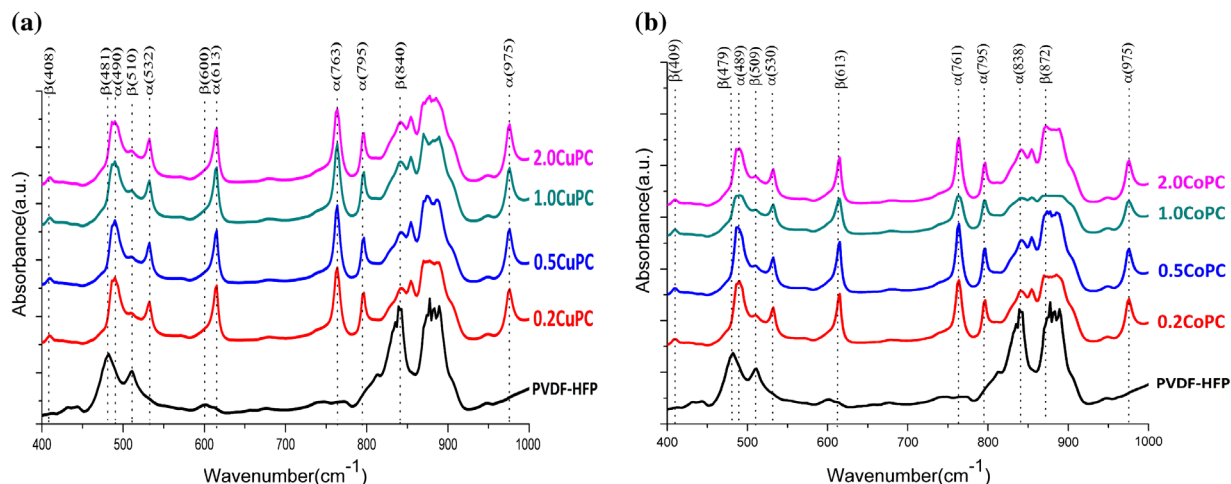 (a)
β(408)
β(481)
α(490)
β(510)
α(532)
β(600)
α(613)
α(763)
α(795)
β(840)
α(975)
2.0CuPC
1.0CuPC
0.5CuPC
0.2CuPC
PVDF-HFP
Absorbance(a.u.)
400 500 600 700 800 900 1000
Wavenumber(cm⁻¹)
(b)
β(409)
β(479)
α(489)
β(509)
α(530)
β(613)
α(761)
α(795)
α(838)
β(872)
α(975)
2.0CoPC
1.0CoPC
0.5CoPC
0.2CoPC
PVDF-HFP
Absorbance(a.u.)
400 500 600 700 800 900 1000
Wavenumber(cm⁻¹)